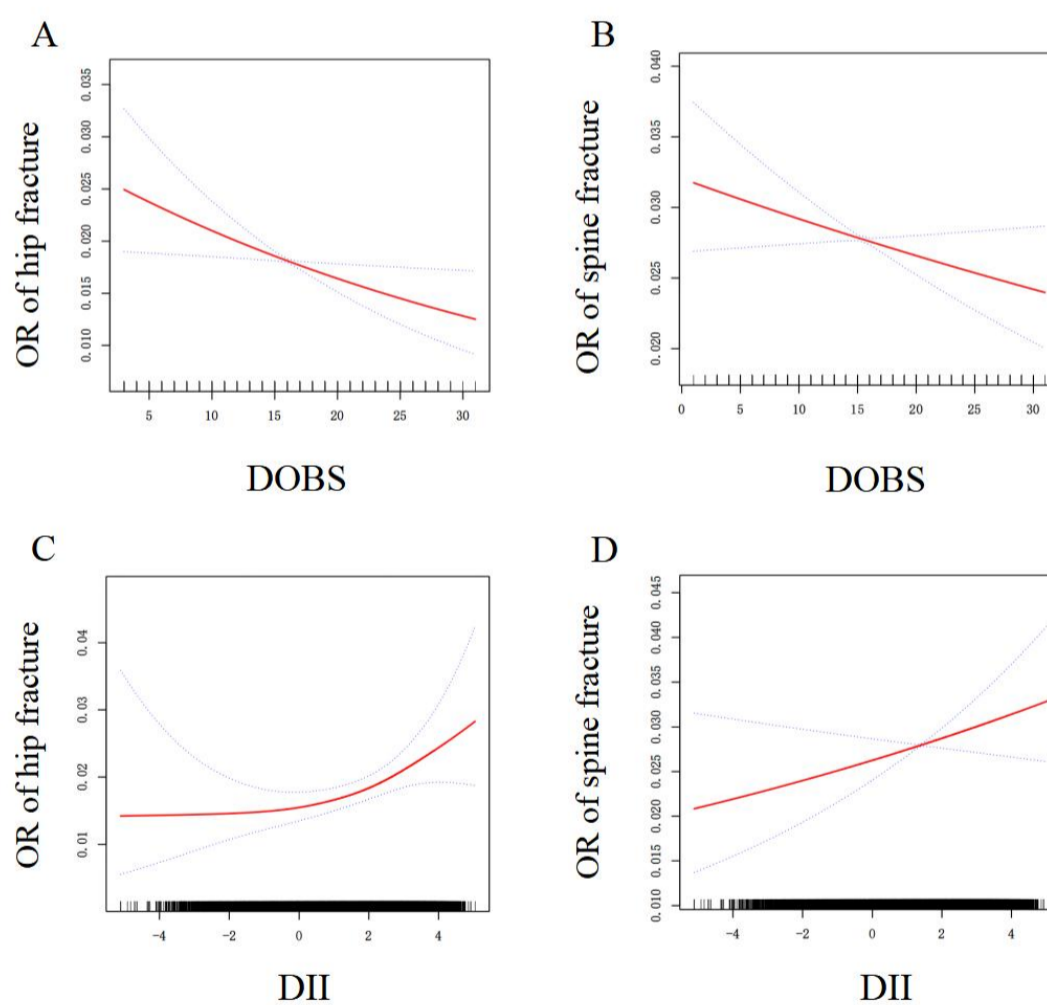 A
OR of hip fracture
0.035
0.030
0.025
0.020
0.015
0.010
5 10 15 20 25 30
DOBS
B
OR of spine fracture
0.040
0.035
0.030
0.025
0.020
0 5 10 15 20 25 30
DOBS
C
OR of hip fracture
0.04
0.03
0.02
0.01
-4 -2 0 2 4
DII
D
OR of spine fracture
0.045
0.040
0.035
0.030
0.025
0.020
0.015
0.010
-4 -2 0 2 4
DII